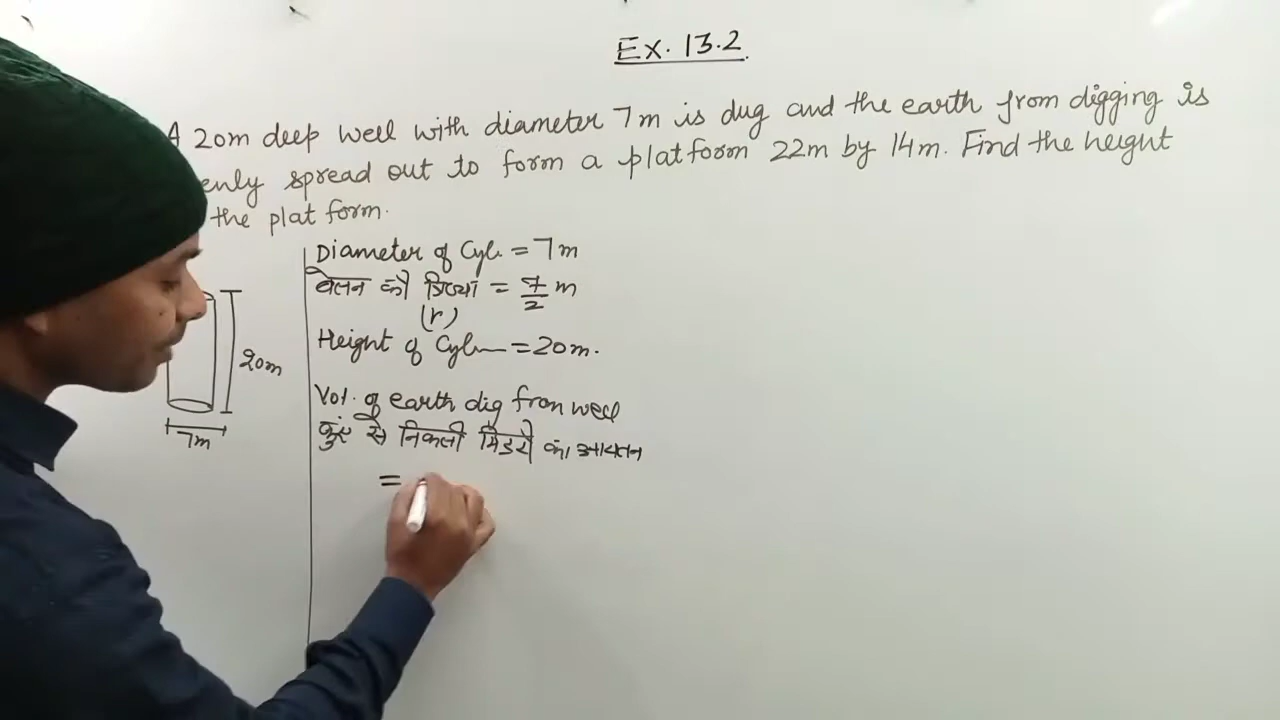 Ex. 13.2
A 20m deep well with diameter 7m is dug and the earth from digging is
enly spread out to form a platform 22m by 14m. Find the height
the platform.
Diameter of Cyl. = 7m
बेलन की त्रिज्या = 7/2 m
(r)
Height of Cyl = 20m.
20m
7m
Vol. of earth dig from well
कुएं से निकली मिट्टी का आयतन
=